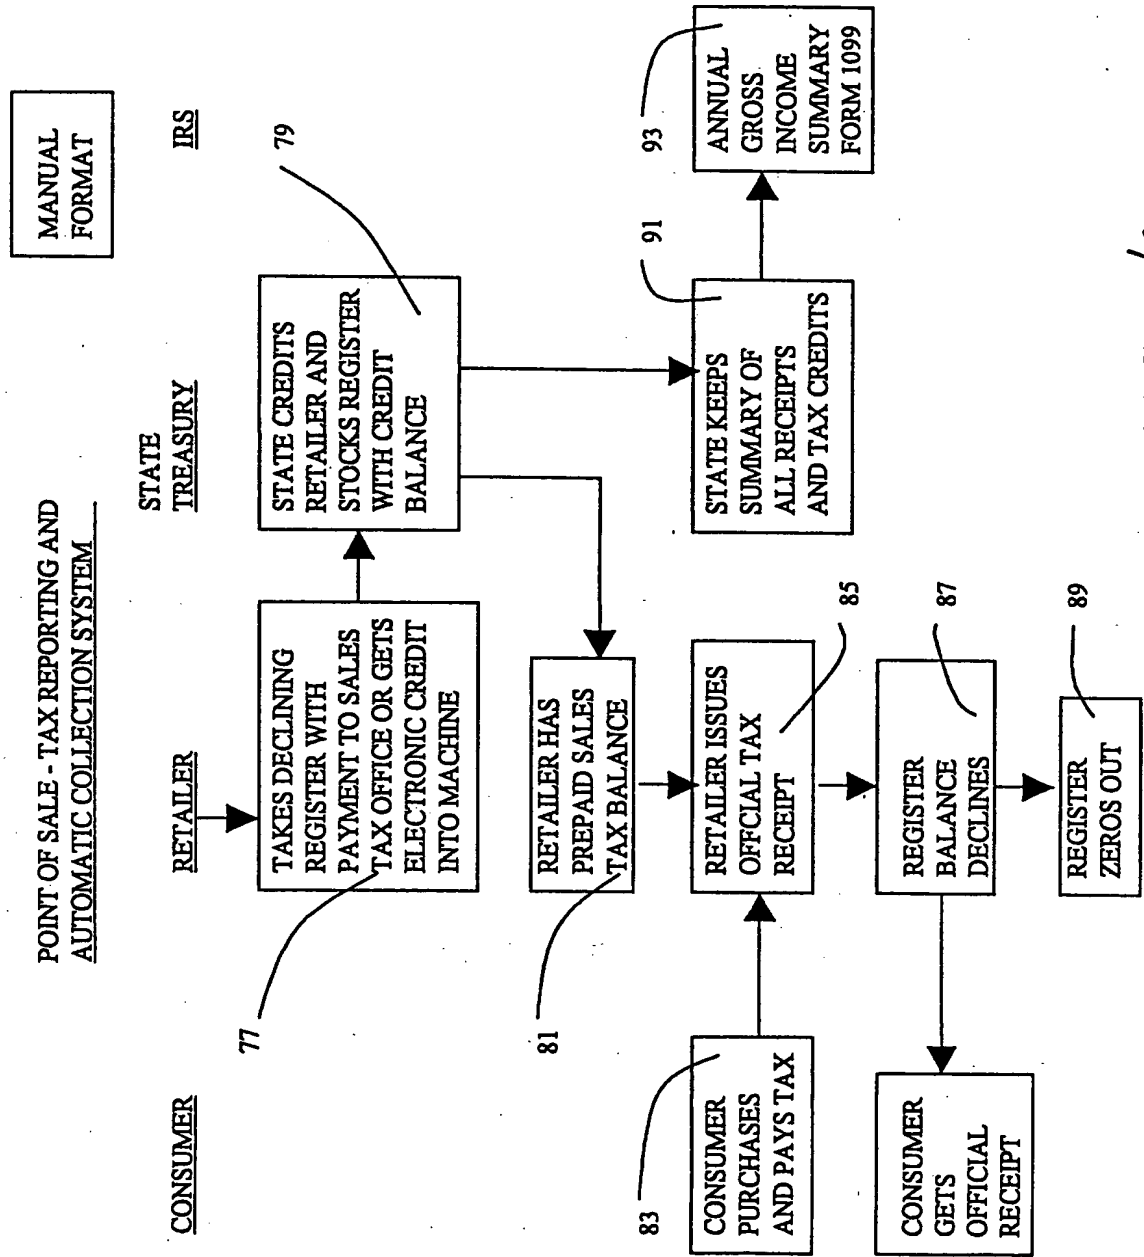 MANUAL
FORMAT
POINT OF SALE - TAX REPORTING AND
AUTOMATIC COLLECTION SYSTEM
CONSUMER
RETAILER
STATE
TREASURY
IRS
TAKES DECLINING
REGISTER WITH
PAYMENT TO SALES
TAX OFFICE OR GETS
ELECTRONIC CREDIT
INTO MACHINE
77
STATE CREDITS
RETAILER AND
STOCKS REGISTER
WITH CREDIT
BALANCE
79
RETAILER HAS
PREPAID SALES
TAX BALANCE
81
CONSUMER
PURCHASES
AND PAYS TAX
83
RETAILER ISSUES
OFFCIAL TAX
RECEIPT
85
STATE KEEPS
SUMMARY OF
ALL RECEIPTS
AND TAX CREDITS
91
ANNUAL
GROSS
INCOME
SUMMARY
FORM 1099
93
CONSUMER
GETS
OFFICIAL
RECEIPT
REGISTER
BALANCE
DECLINES
87
REGISTER
ZEROS OUT
89